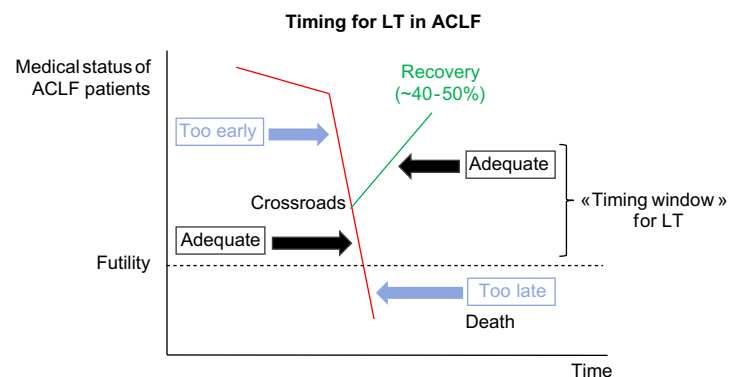 Timing for LT in ACLF
Medical status of
ACLF patients
Recovery
(~40-50%)
Too early
Adequate
Crossroads
«Timing window»
for LT
Adequate
Futility
Too late
Death
Time